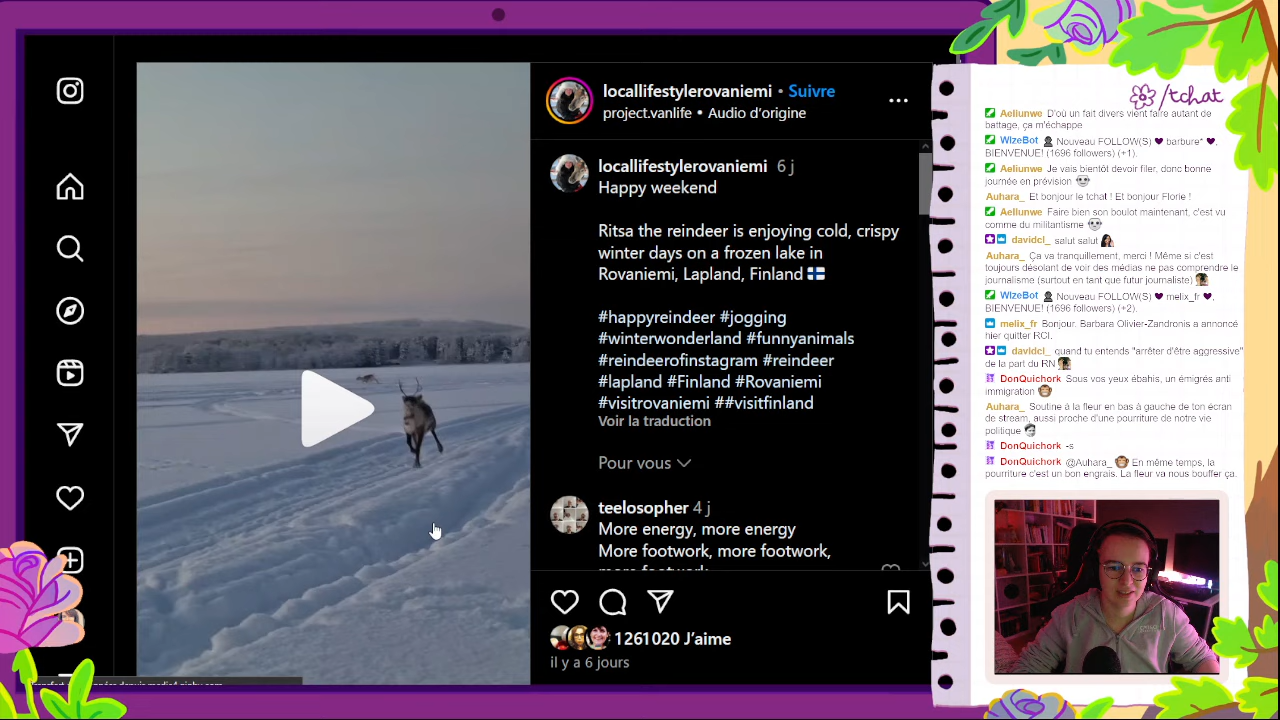 locallifestylerovaniemi • Suivre
project.vanlife • Audio d'origine
locallifestylerovaniemi 6 j
Happy weekend
Ritsa the reindeer is enjoying cold, crispy
winter days on a frozen lake in
Rovaniemi, Lapland, Finland
#happyreindeer #jogging
#winterwonderland #funnyanimals
#reindeerofinstagram #reindeer
#lapland #Finland #Rovaniemi
#visitrovaniemi ##visitfinland
Voir la traduction
Pour vous
teelosopher 4 j
More energy, more energy
More footwork, more footwork,
more footwork
1261020 J'aime
il y a 6 jours
/tchat
Aellunwe D'où un fait divers vient faire autant de
battage, ça m'échappe
WizeBot Nouveau FOLLOW(S) ♥ barbure* ♥,
BIENVENUE! (1696 followers) (+1).
Aellunwe Je vais bientôt devoir filer, donc bonne
journée en prévision
Auhara_ Et bonjour le tchat ! Et bonjour Florie !
Aellunwe Faire bien son boulot maintenant, c'est vu
comme du militantisme
davidcl_ salut salut
Auhara_ Ça va tranquillement, merci ! Même si c'est
toujours désolant de voir des médias ne pas comprendre le
journalisme (surtout en tant que futur journaliste)
WizeBot Nouveau FOLLOW(S) ♥ melix_fr ♥,
BIENVENUE! (1696 followers) (+2).
melix_fr Bonjour. Barbara Olivier-Zandronis a annoncé
hier quitter RCI.
davidcl_ quand tu entends "arrêter d'être aggressive"
de la part du RN
DonQuichork Sous vos yeux ébahis, un émigrés anti
immigration
Auhara_ Soutine à la fleur en bas à gauche de ton écran
de stream, aussi proche d'une pourriture de notre vie
politique
DonQuichork -s
DonQuichork @Auhara_ En même temps, la
pourriture c'est un bon engrais. La fleur va nous bouffer ça.